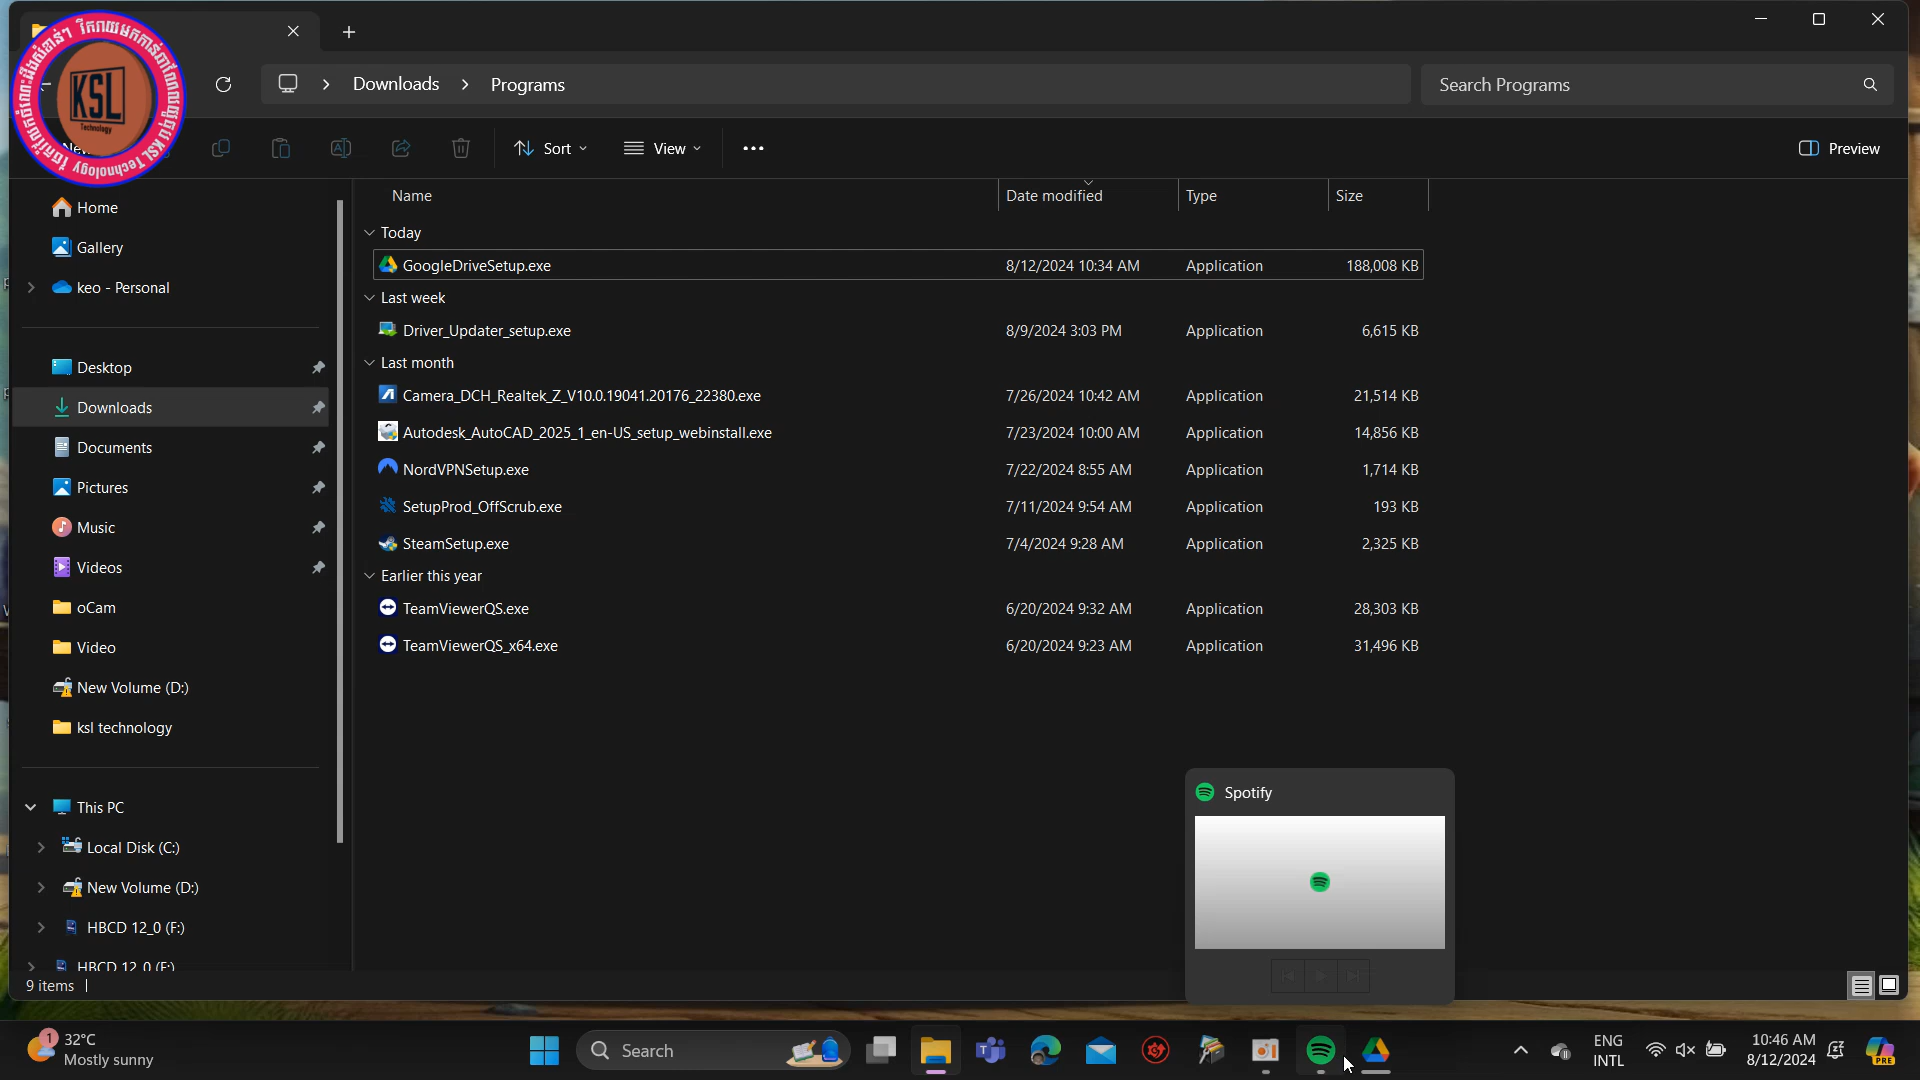 KSL
Technology
Downloads
Programs
Search Programs
Sort
View
Preview
Name
Date modified
Type
Size
Home
Gallery
keo - Personal
Desktop
Downloads
Documents
Pictures
Music
Videos
oCam
Video
New Volume (D:)
ksl technology
This PC
Local Disk (C:)
New Volume (D:)
HBCD 12_0 (F:)
HBCD 12_0 (F:)
Today
GoogleDriveSetup.exe 8/12/2024 10:34 AM Application 188,008 KB
Last week
Driver_Updater_setup.exe 8/9/2024 3:03 PM Application 6,615 KB
Last month
Camera_DCH_Realtek_Z_V10.0.19041.20176_22380.exe 7/26/2024 10:42 AM Application 21,514 KB
Autodesk_AutoCAD_2025_1_en-US_setup_webinstall.exe 7/23/2024 10:00 AM Application 14,856 KB
NordVPNSetup.exe 7/22/2024 8:55 AM Application 1,714 KB
SetupProd_OffScrub.exe 7/11/2024 9:54 AM Application 193 KB
SteamSetup.exe 7/4/2024 9:28 AM Application 2,325 KB
Earlier this year
TeamViewerQS.exe 6/20/2024 9:32 AM Application 28,303 KB
TeamViewerQS_x64.exe 6/20/2024 9:23 AM Application 31,496 KB
Spotify
9 items
1
32°C
Mostly sunny
Search
ENG
INTL
10:46 AM
8/12/2024
PRE